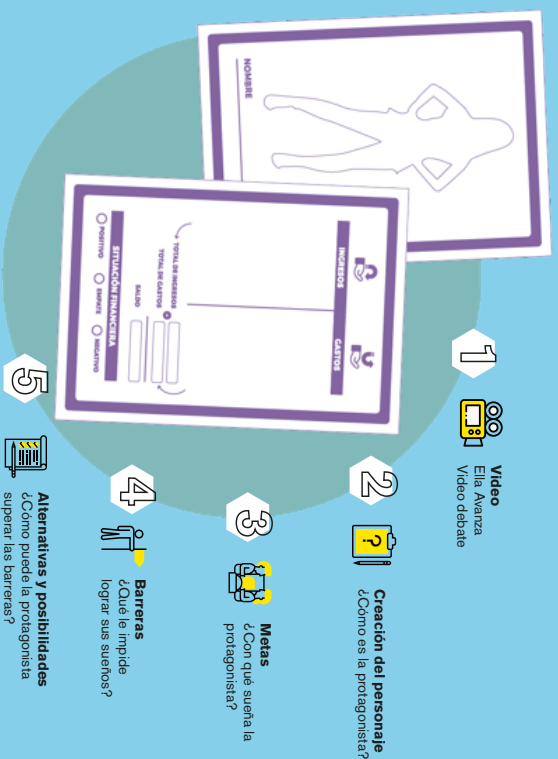 NOMBRE
INGRESOS
GASTOS
TOTAL DE INGRESOS
TOTAL DE GASTOS
SALDO
SITUACIÓN FINANCIERA
POSITIVO
EMPATE
NEGATIVO
1
Video
Ella Avanza
Video debate
2
?
Creación del personaje
¿Cómo es la protagonista?
3
Metas
¿Con qué sueña la
protagonista?
4
Barreras
¿Qué le impide
lograr sus sueños?
5
Alternativas y posibilidades
¿Cómo puede la protagonista
superar las barreras?